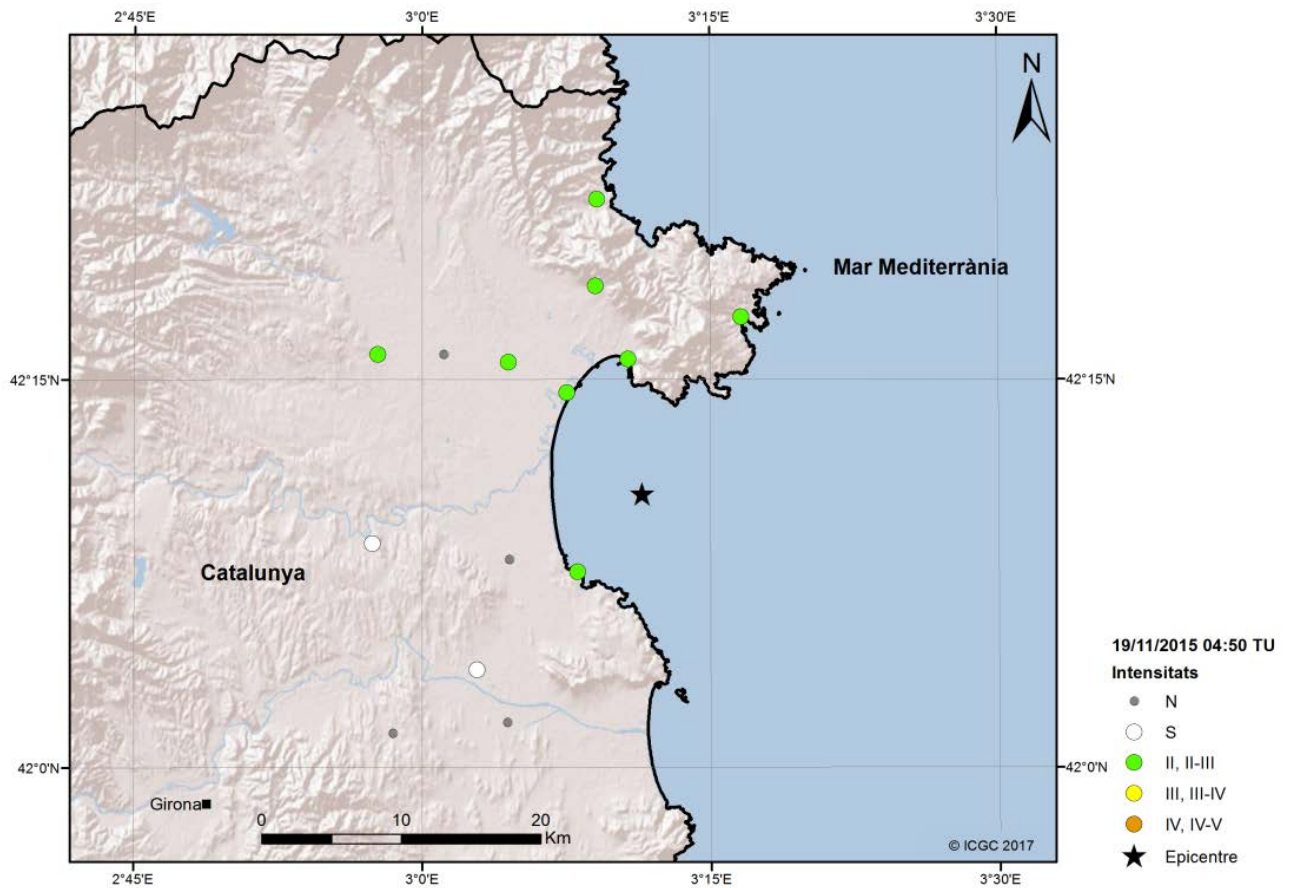 2°45'E 3°0'E 3°15'E 3°30'E
N
Mar Mediterrània
42°15'N 42°15'N
Catalunya
19/11/2015 04:50 TU
Intensitats
N
S
II, II-III
III, III-IV
IV, IV-V
Epicentre
42°0'N 42°0'N
Girona
0 10 20
Km
© ICGC 2017
2°45'E 3°0'E 3°15'E 3°30'E